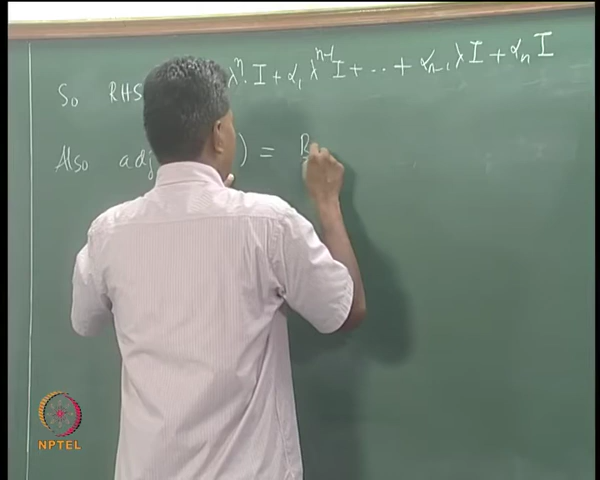 So RHS λⁿ·I + α₁ λⁿ⁻¹ I + ·· + αₙ₋₁ λ I + αₙ I
Also adj ) = B
NPTEL